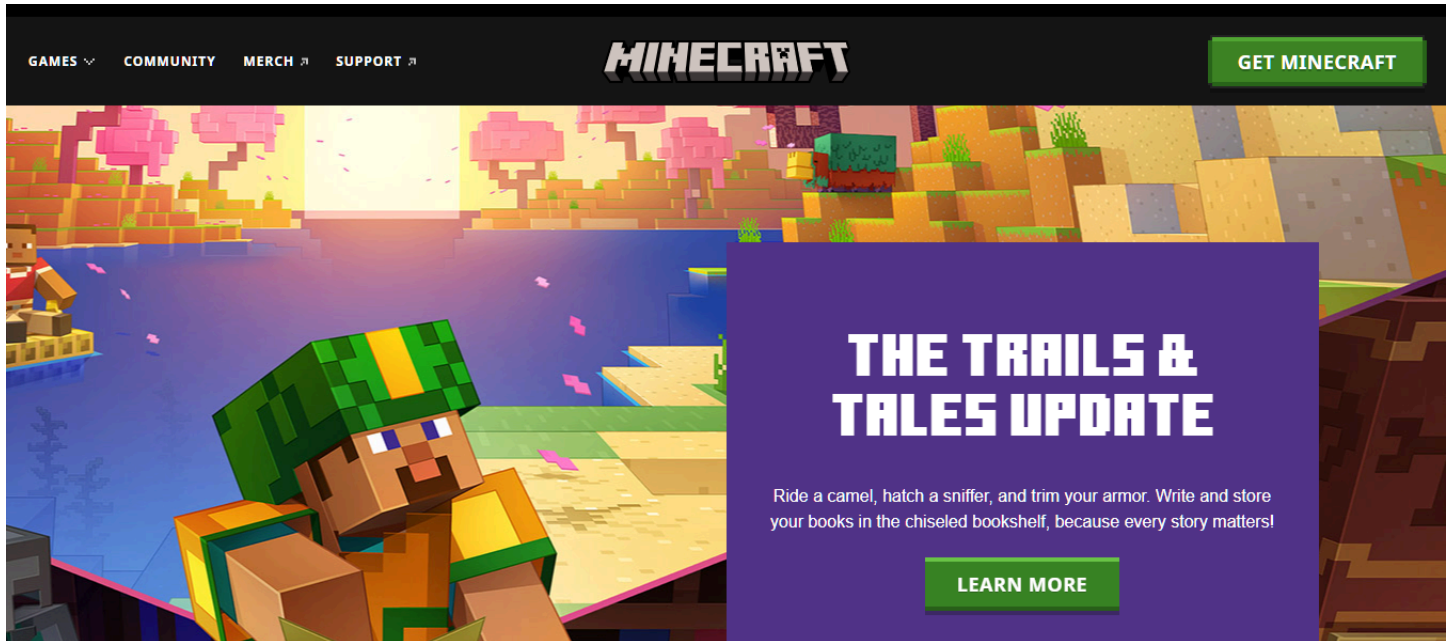 GAMES COMMUNITY MERCH SUPPORT MINECRAFT GET MINECRAFT
THE TRAILS &
TALES UPDATE
Ride a camel, hatch a sniffer, and trim your armor. Write and store
your books in the chiseled bookshelf, because every story matters!
LEARN MORE